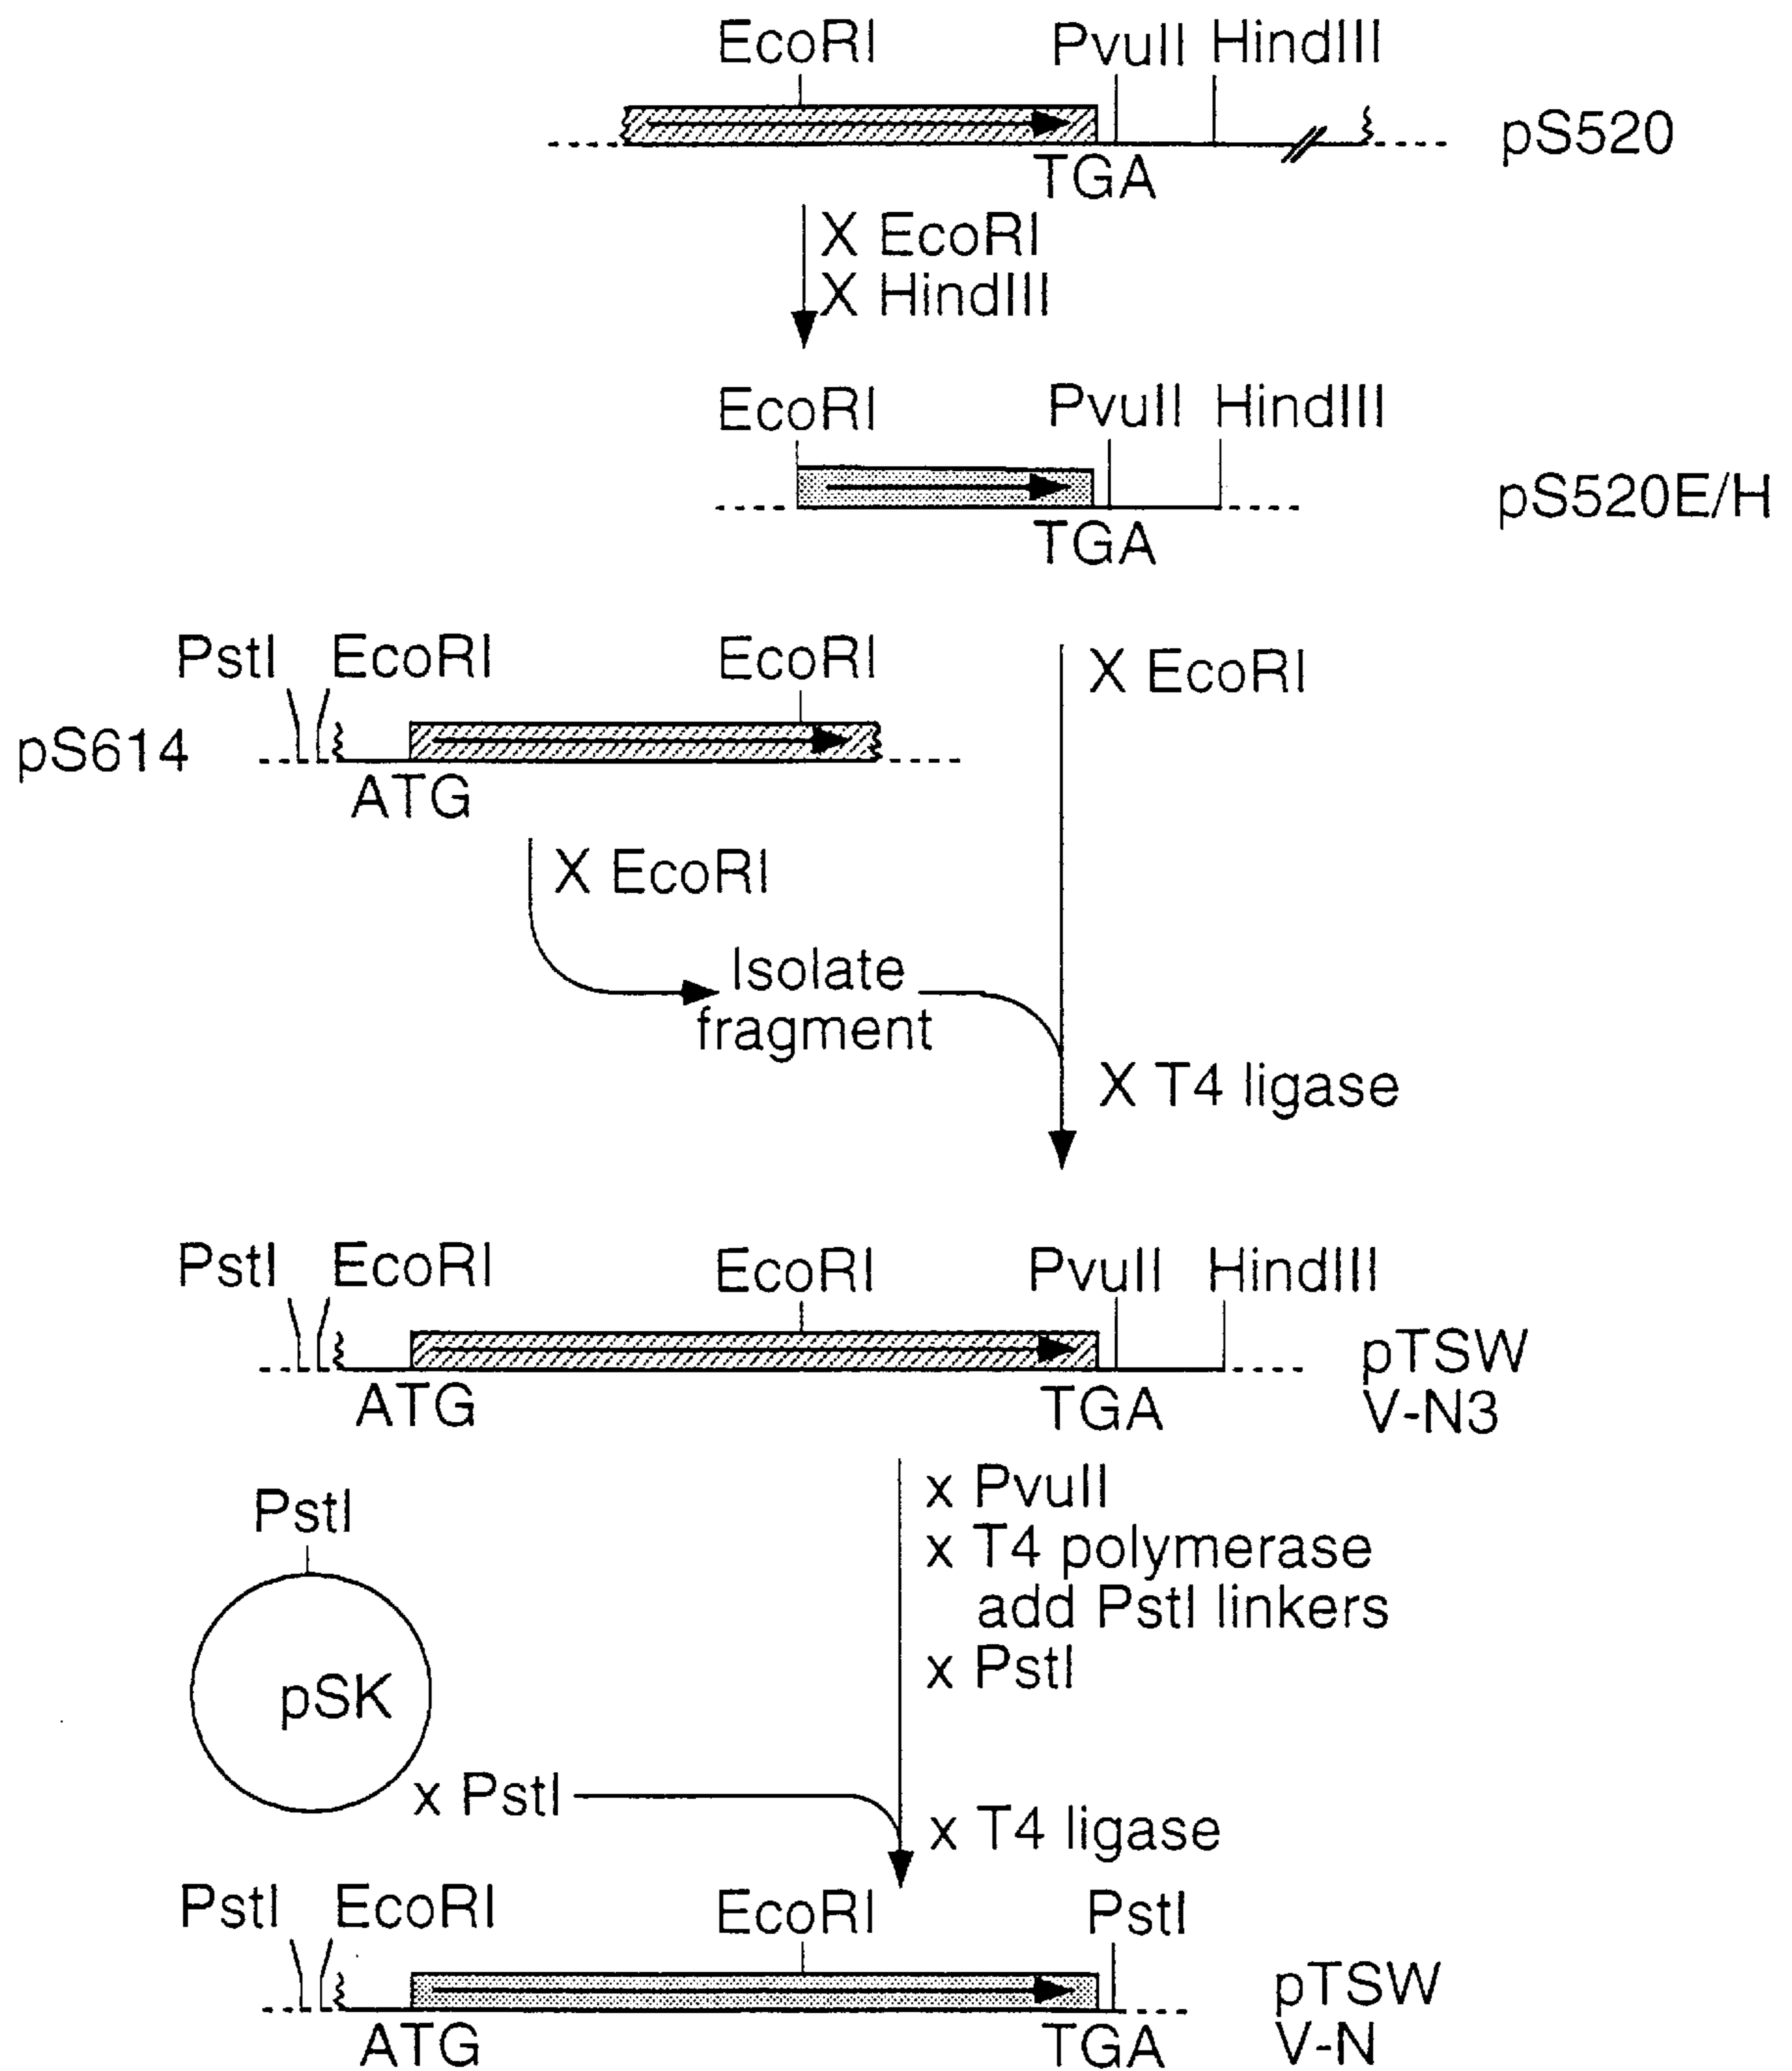 EcoRI PvuII HindIII
pS520
TGA
X EcoRI
X HindIII
EcoRI PvuII HindIII
pS520E/H
TGA
PstI EcoRI EcoRI
X EcoRI
pS614
ATG
X EcoRI
Isolate
fragment
X T4 ligase
PstI EcoRI EcoRI PvuII HindIII
pTSW
V-N3
ATG TGA
x PvuII
PstI
x T4 polymerase
add PstI linkers
x PstI
pSK
x PstI
x T4 ligase
PstI EcoRI EcoRI PstI
pTSW
V-N
ATG TGA